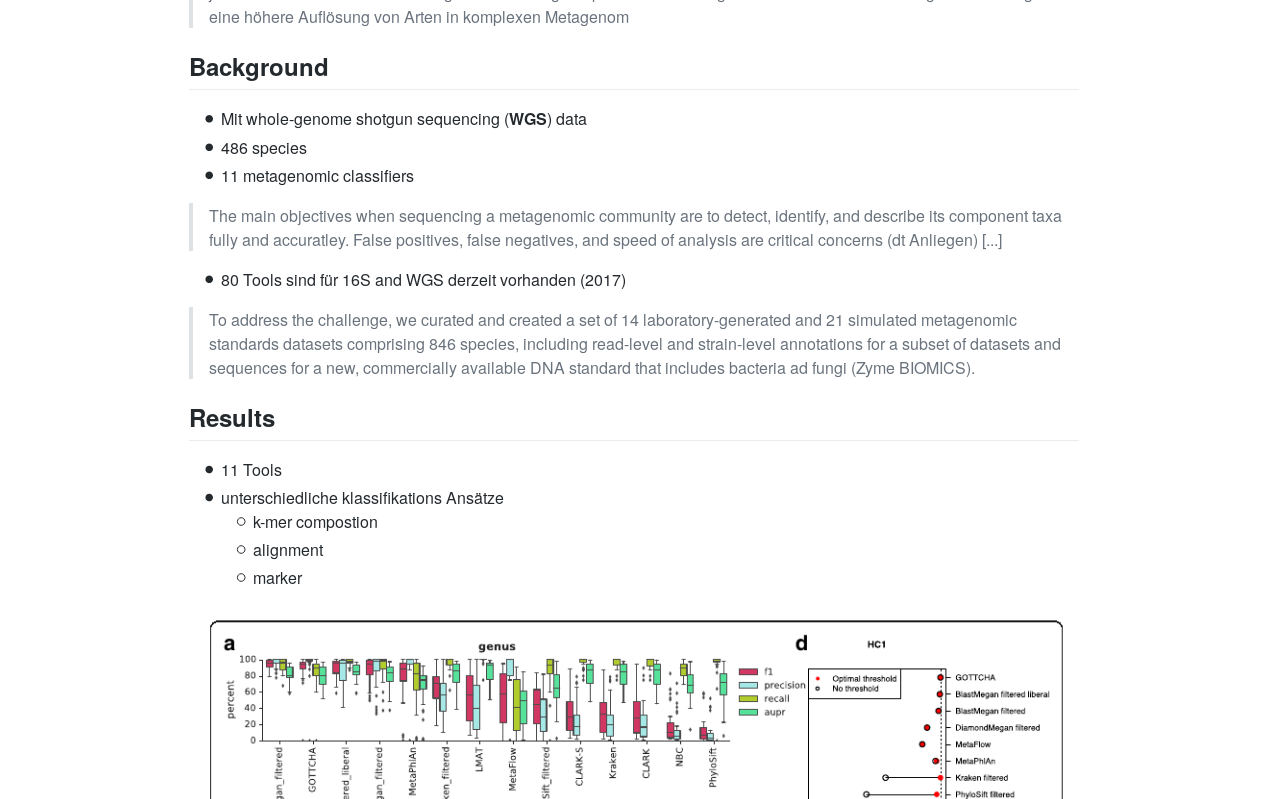 eine höhere Auflösung von Arten in komplexen Metagenom
Background
Mit whole-genome shotgun sequencing (WGS) data
486 species
11 metagenomic classifiers
The main objectives when sequencing a metagenomic community are to detect, identify, and describe its component taxa
fully and accuratley. False positives, false negatives, and speed of analysis are critical concerns (dt Anliegen) [...]
80 Tools sind für 16S and WGS derzeit vorhanden (2017)
To address the challenge, we curated and created a set of 14 laboratory-generated and 21 simulated metagenomic
standards datasets comprising 846 species, including read-level and strain-level annotations for a subset of datasets and
sequences for a new, commercially available DNA standard that includes bacteria ad fungi (Zyme BIOMICS).
Results
11 Tools
unterschiedliche klassifikations Ansätze
k-mer compostion
alignment
marker
a
genus
percent
100
80
60
40
20
0
gan_filtered
GOTTCHA
ered_liberal
gan_filtered
MetaPhlAn
ken_filtered
LMAT
MetaFlow
Sift_filtered
CLARK-S
Kraken
CLARK
NBC
PhyloSift
f1
precision
recall
aupr
d
HC1
Optimal threshold
No threshold
GOTTCHA
BlastMegan filtered liberal
BlastMegan filtered
DiamondMegan filtered
MetaFlow
MetaPhlAn
Kraken filtered
PhyloSift filtered